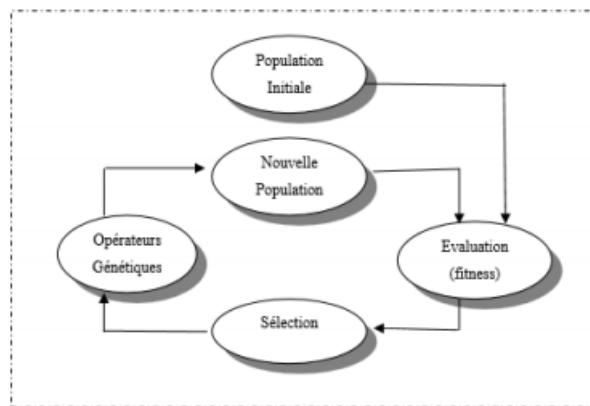 Population
Initiale
Nouvelle
Population
Opérateurs
Génétiques
Evaluation
(fitness)
Sélection